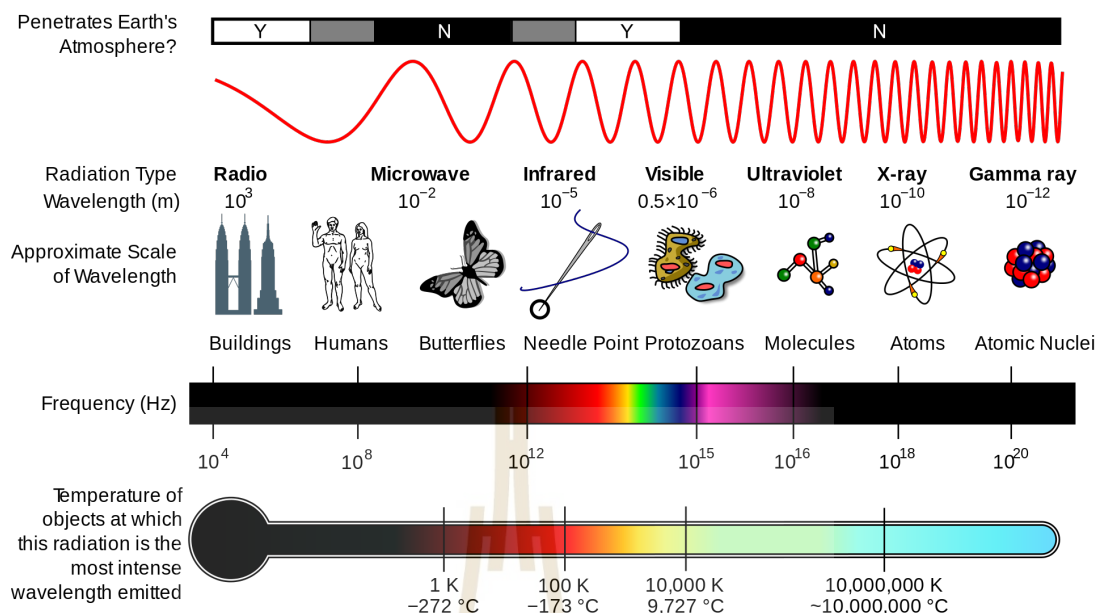 Penetrates Earth's
Atmosphere?
Y N Y N
Radiation Type
Radio Microwave Infrared Visible Ultraviolet X-ray Gamma ray
Wavelength (m)
10³ 10⁻² 10⁻⁵ 0.5×10⁻⁶ 10⁻⁸ 10⁻¹⁰ 10⁻¹²
Approximate Scale
of Wavelength
Buildings Humans Butterflies Needle Point Protozoans Molecules Atoms Atomic Nuclei
Frequency (Hz)
10⁴ 10⁸ 10¹² 10¹⁵ 10¹⁶ 10¹⁸ 10²⁰
Temperature of
objects at which
this radiation is the
most intense
wavelength emitted
1 K 100 K 10,000 K 10,0000,000 K
−272 °C −173 °C 9.727 °C ~10.000.000 °C